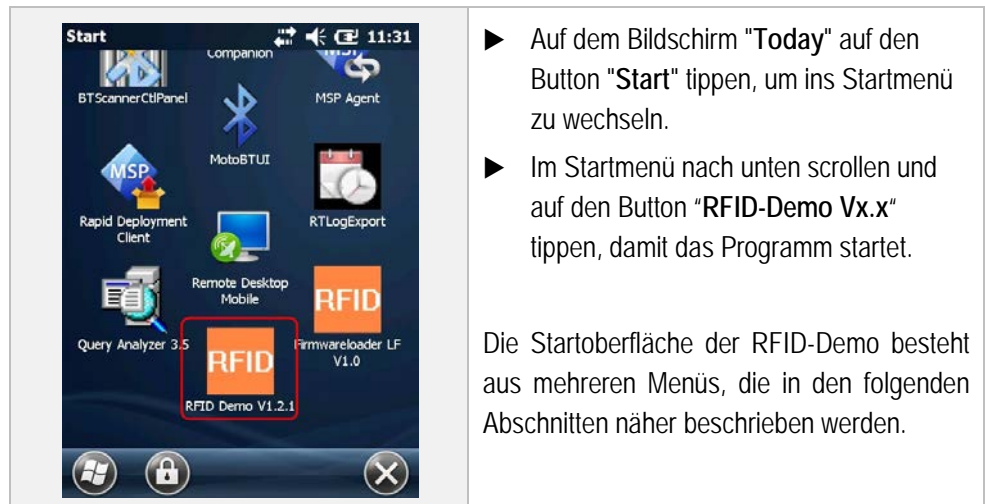 Start
11:31
Companion
BTScannerCtlPanel
MSP Agent
MotoBTUI
MSP
Rapid Deployment
Client
RTLogExport
Remote Desktop
Mobile
RFID
Query Analyzer 3.5
Firmwareloader LF
V1.0
RFID
RFID Demo V1.2.1
▶ Auf dem Bildschirm "Today" auf den
Button "Start" tippen, um ins Startmenü
zu wechseln.
▶ Im Startmenü nach unten scrollen und
auf den Button “RFID-Demo Vx.x“
tippen, damit das Programm startet.
Die Startoberfläche der RFID-Demo besteht
aus mehreren Menüs, die in den folgenden
Abschnitten näher beschrieben werden.